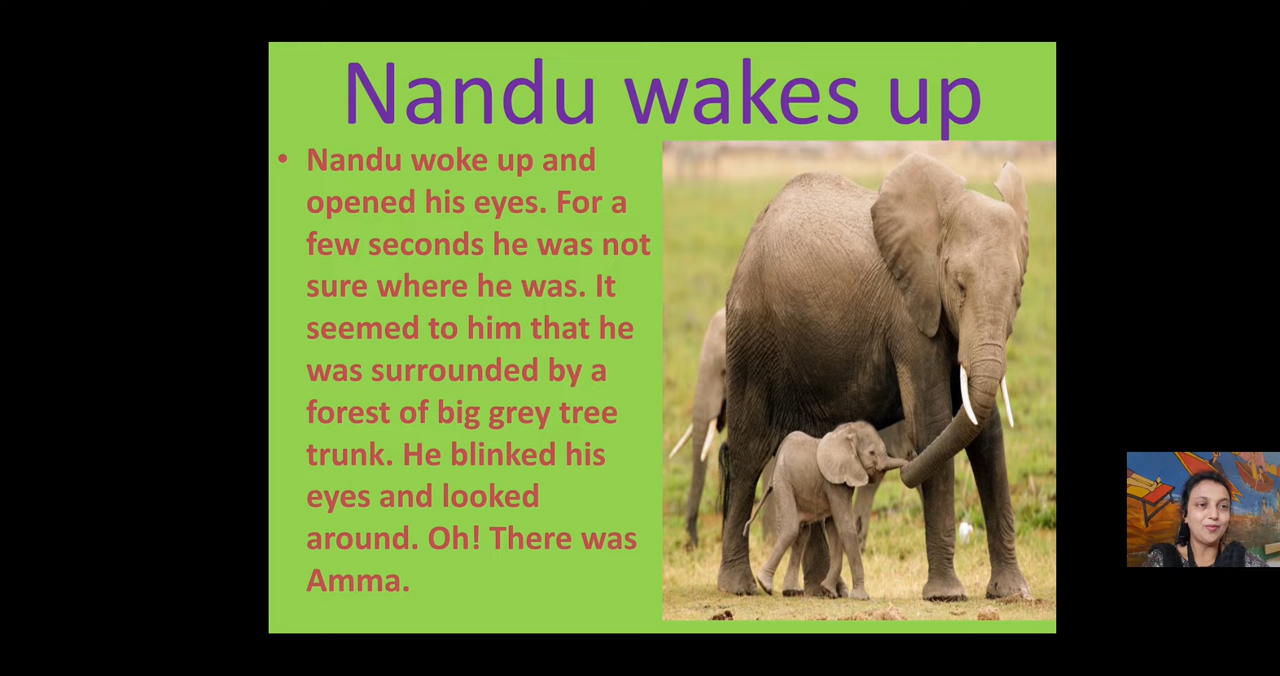 Nandu wakes up
• Nandu woke up and
opened his eyes. For a
few seconds he was not
sure where he was. It
seemed to him that he
was surrounded by a
forest of big grey tree
trunk. He blinked his
eyes and looked
around. Oh! There was
Amma.